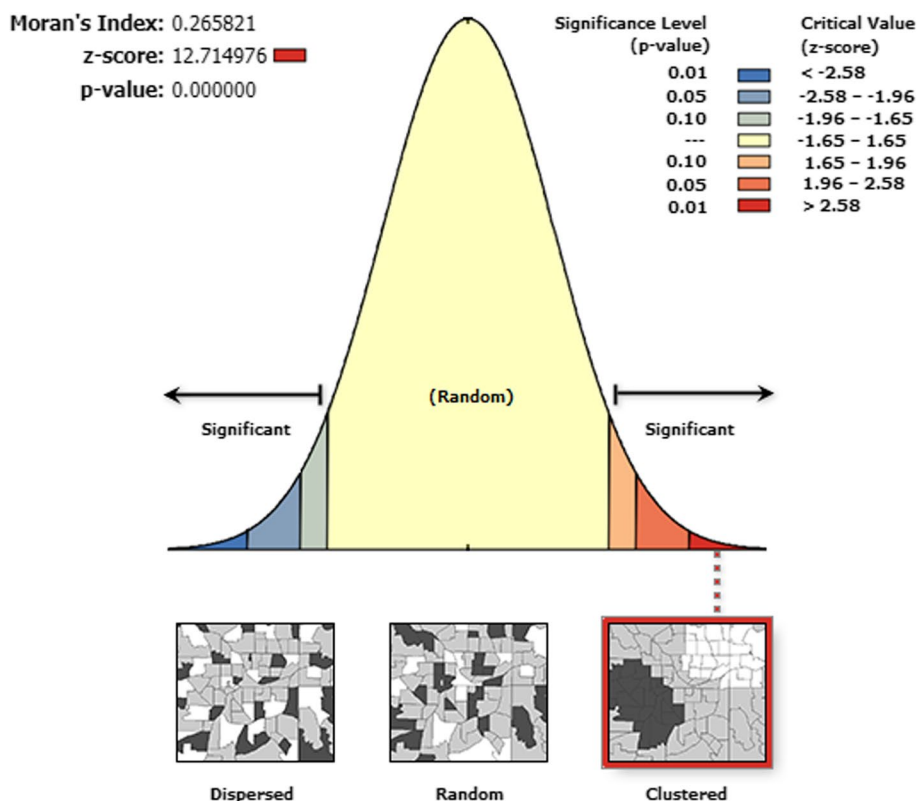 Moran's Index: 0.265821
z-score: 12.714976
p-value: 0.000000
Significance Level
(p-value)
Critical Value
(z-score)
0.01 < -2.58
0.05 -2.58 – -1.96
0.10 -1.96 – -1.65
--- -1.65 – 1.65
0.10 1.65 – 1.96
0.05 1.96 – 2.58
0.01 > 2.58
(Random)
Significant
Significant
Dispersed
Random
Clustered